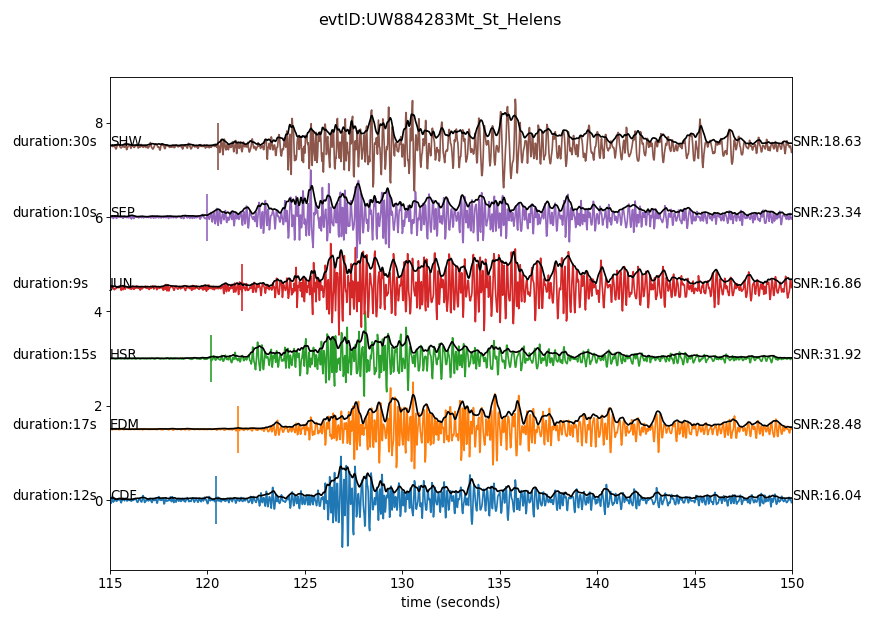 evtID:UW884283Mt_St_Helens
8
duration:30s SHW SNR:18.63
duration:10s SEP SNR:23.34
6
duration:9s JUN SNR:16.86
4
duration:15s HSR SNR:31.92
2
duration:17s EDM SNR:28.48
duration:12s CDF SNR:16.04
0
115 120 125 130 135 140 145 150
time (seconds)